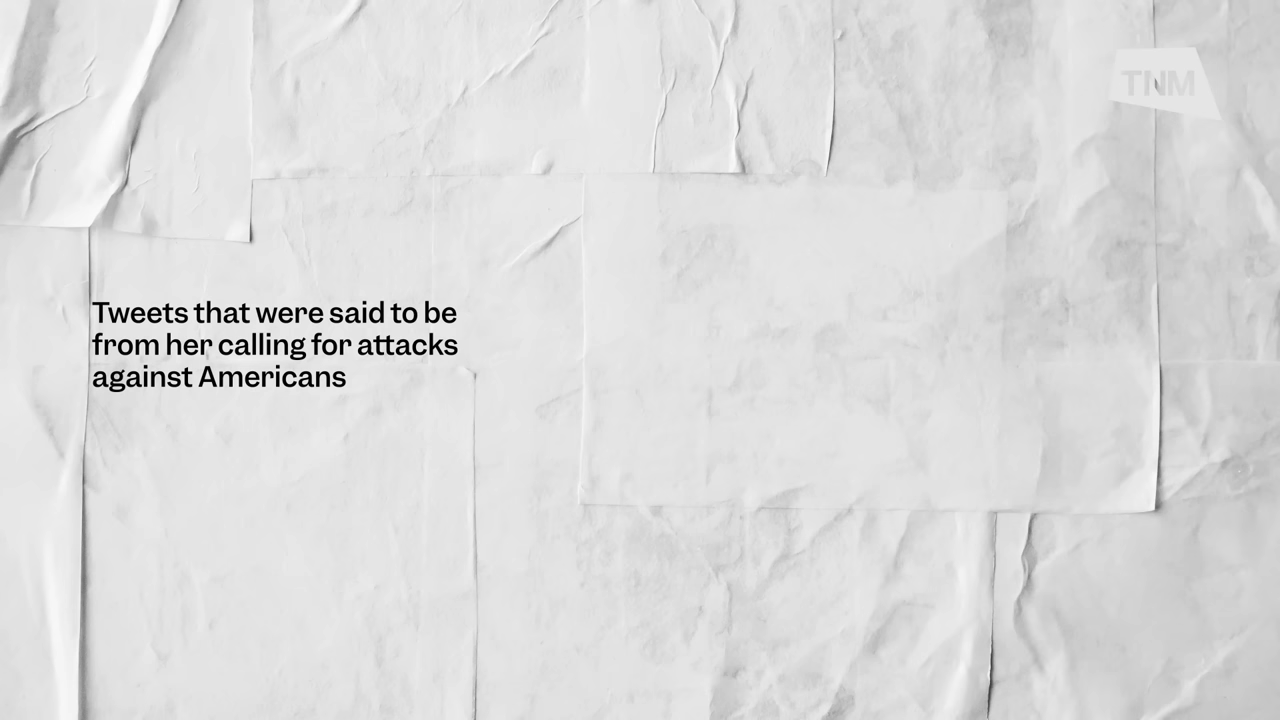 TNM
Tweets that were said to be
from her calling for attacks
against Americans